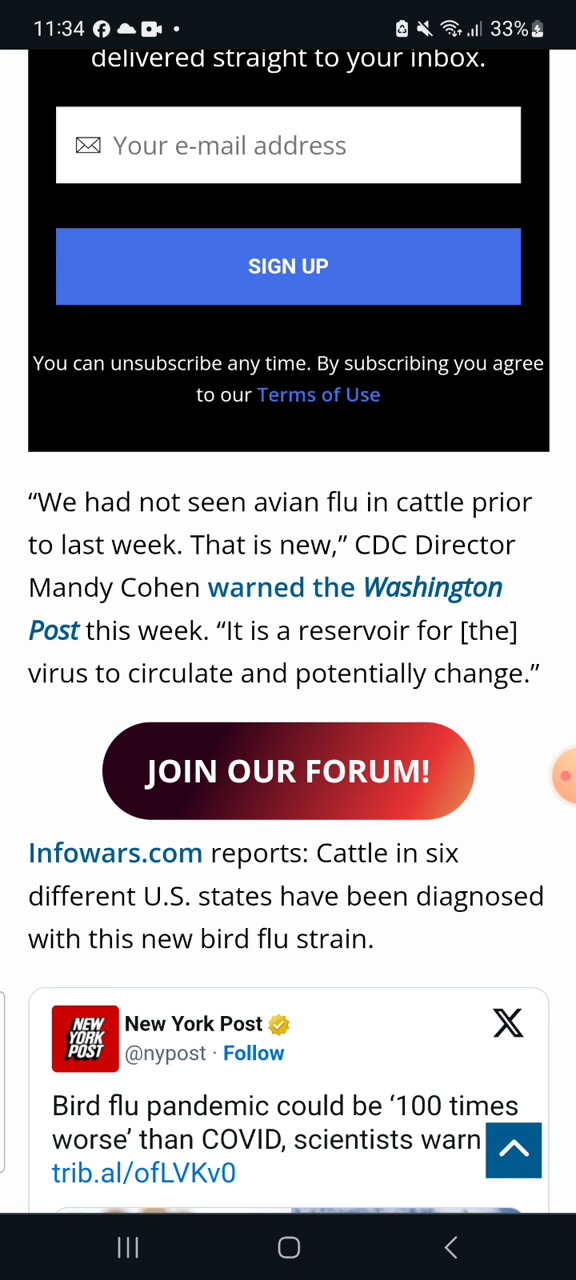 11:34 33%
delivered straight to your inbox.
Your e-mail address
SIGN UP
You can unsubscribe any time. By subscribing you agree
to our Terms of Use
“We had not seen avian flu in cattle prior
to last week. That is new,” CDC Director
Mandy Cohen warned the Washington
Post this week. “It is a reservoir for [the]
virus to circulate and potentially change.”
JOIN OUR FORUM!
Infowars.com reports: Cattle in six
different U.S. states have been diagnosed
with this new bird flu strain.
NEW
YORK
POST
New York Post
@nypost · Follow
Bird flu pandemic could be ‘100 times
worse’ than COVID, scientists warn
trib.al/ofLVKv0